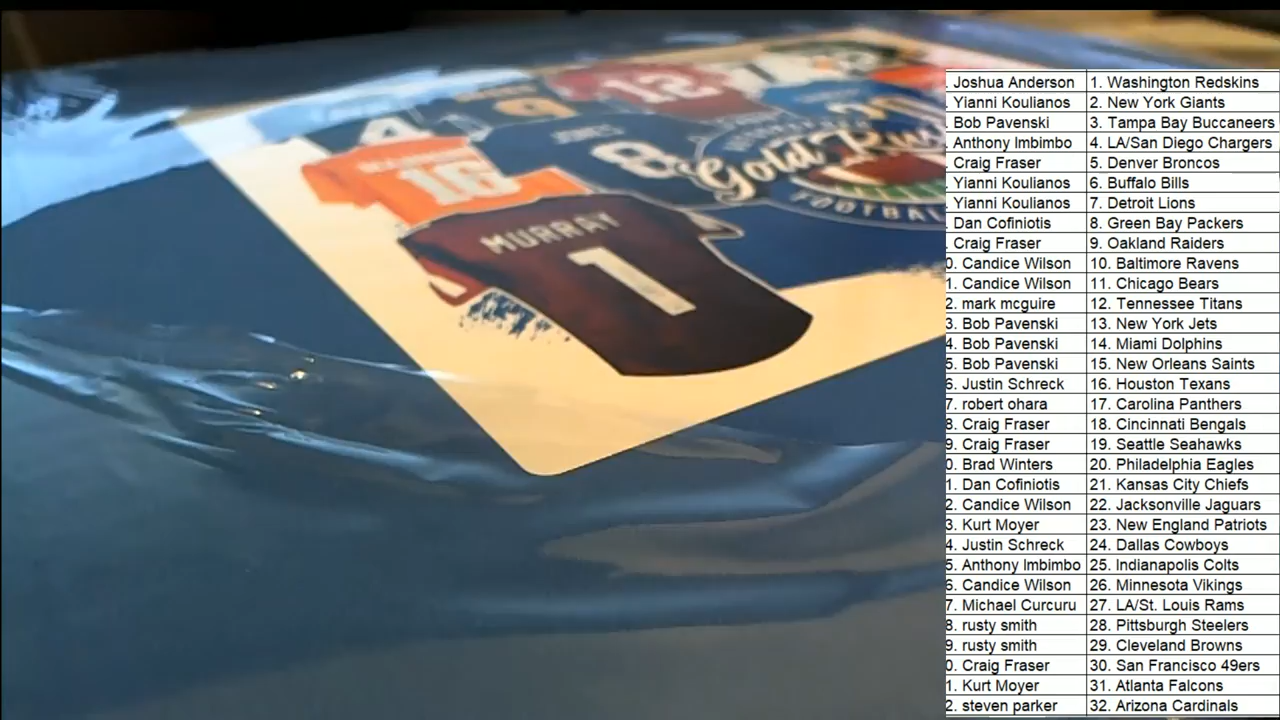 12
9
4
JONES
8
16
Gold Rush
FOOTBALL
MURRAY
1
. Joshua Anderson 1. Washington Redskins
. Yianni Koulianos 2. New York Giants
. Bob Pavenski 3. Tampa Bay Buccaneers
. Anthony Imbimbo 4. LA/San Diego Chargers
. Craig Fraser 5. Denver Broncos
. Yianni Koulianos 6. Buffalo Bills
. Yianni Koulianos 7. Detroit Lions
. Dan Cofiniotis 8. Green Bay Packers
. Craig Fraser 9. Oakland Raiders
0. Candice Wilson 10. Baltimore Ravens
1. Candice Wilson 11. Chicago Bears
2. mark mcguire 12. Tennessee Titans
3. Bob Pavenski 13. New York Jets
4. Bob Pavenski 14. Miami Dolphins
5. Bob Pavenski 15. New Orleans Saints
6. Justin Schreck 16. Houston Texans
7. robert ohara 17. Carolina Panthers
8. Craig Fraser 18. Cincinnati Bengals
9. Craig Fraser 19. Seattle Seahawks
0. Brad Winters 20. Philadelphia Eagles
1. Dan Cofiniotis 21. Kansas City Chiefs
2. Candice Wilson 22. Jacksonville Jaguars
3. Kurt Moyer 23. New England Patriots
4. Justin Schreck 24. Dallas Cowboys
5. Anthony Imbimbo 25. Indianapolis Colts
6. Candice Wilson 26. Minnesota Vikings
7. Michael Curcuru 27. LA/St. Louis Rams
8. rusty smith 28. Pittsburgh Steelers
9. rusty smith 29. Cleveland Browns
0. Craig Fraser 30. San Francisco 49ers
1. Kurt Moyer 31. Atlanta Falcons
2. steven parker 32. Arizona Cardinals